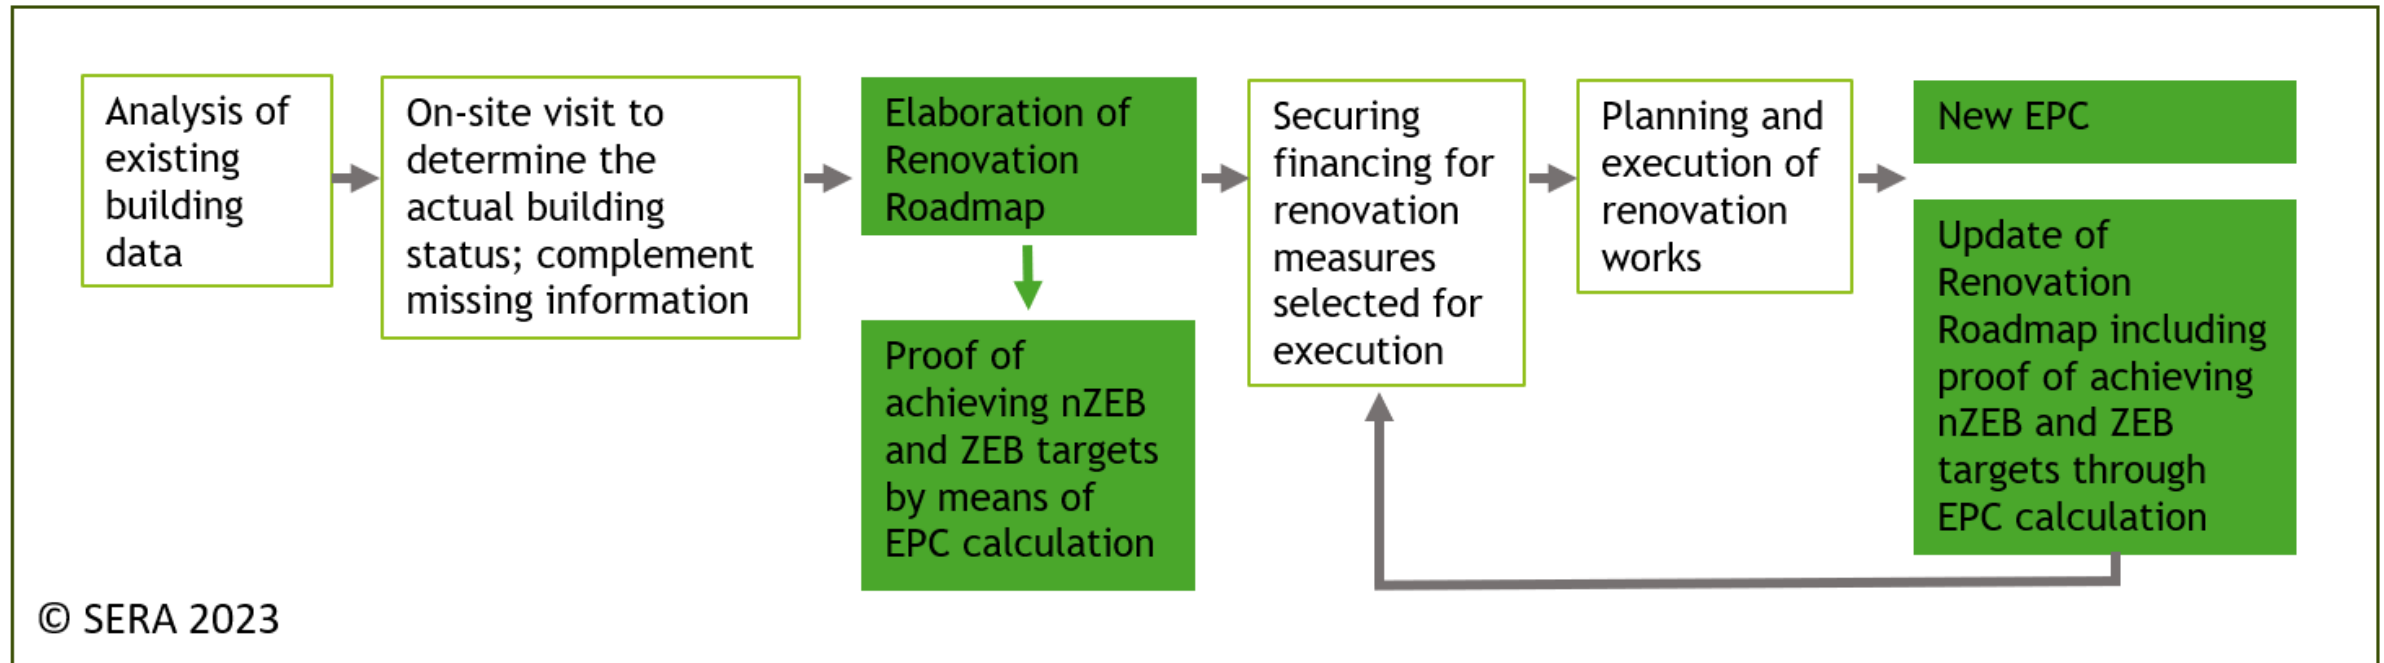 Analysis of
existing
building
data
On-site visit to
determine the
actual building
status; complement
missing information
Elaboration of
Renovation
Roadmap
Proof of
achieving nZEB
and ZEB targets
by means of
EPC calculation
Securing
financing for
renovation
measures
selected for
execution
Planning and
execution of
renovation
works
New EPC
Update of
Renovation
Roadmap including
proof of achieving
nZEB and ZEB
targets through
EPC calculation
© SERA 2023